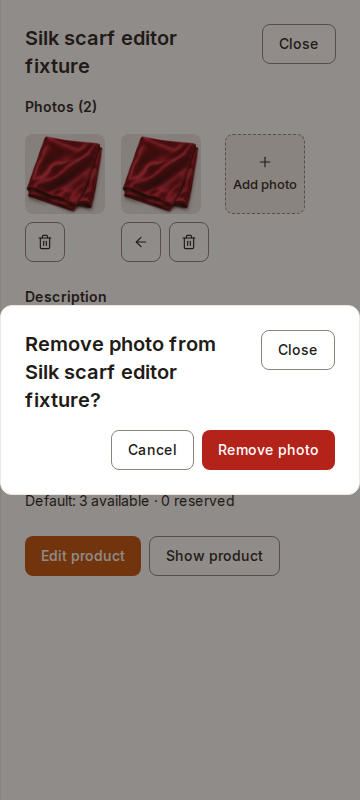 Silk scarf editor
fixture
Close
Photos (2)
+
Add photo
Description
Remove photo from
Silk scarf editor
fixture?
Close
Cancel
Remove photo
Default: 3 available · 0 reserved
Edit product
Show product